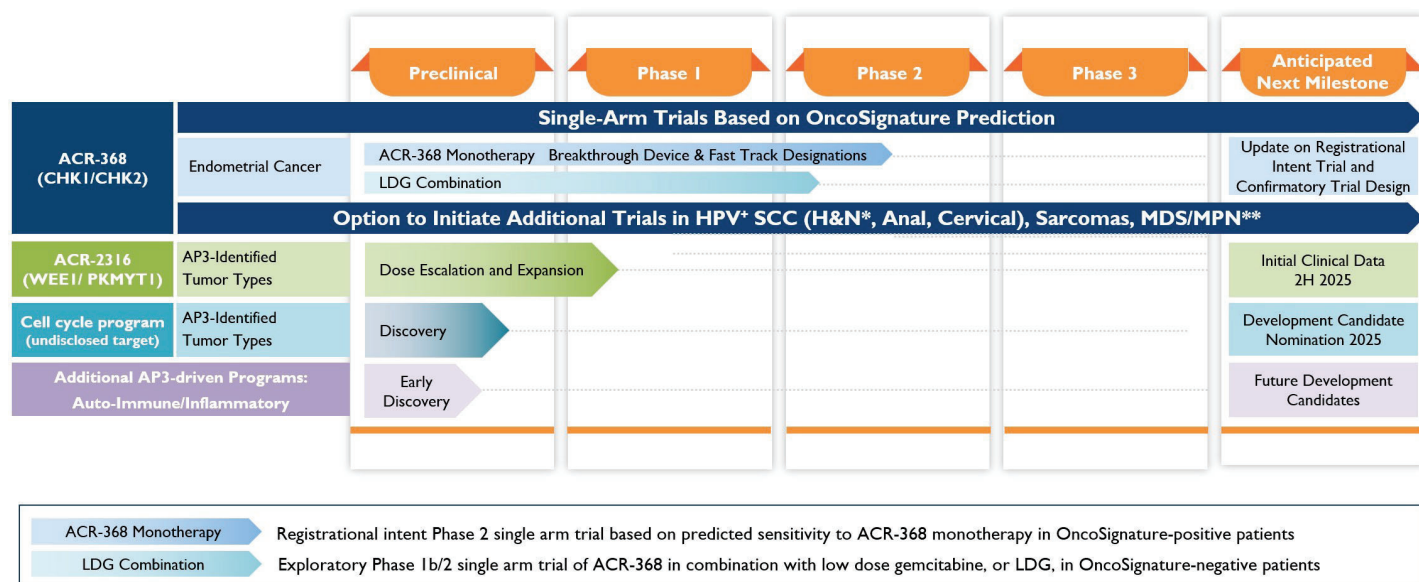 Preclinical
Phase 1
Phase 2
Phase 3
Anticipated
Next Milestone
Single-Arm Trials Based on OncoSignature Prediction
ACR-368
(CHK1/CHK2)
Endometrial Cancer
ACR-368 Monotherapy Breakthrough Device & Fast Track Designations
LDG Combination
Update on Registrational
Intent Trial and
Confirmatory Trial Design
Option to Initiate Additional Trials in HPV⁺ SCC (H&N*, Anal, Cervical), Sarcomas, MDS/MPN**
ACR-2316
(WEE1/ PKMYT1)
AP3-Identified
Tumor Types
Dose Escalation and Expansion
Initial Clinical Data
2H 2025
Cell cycle program
(undisclosed target)
AP3-Identified
Tumor Types
Discovery
Development Candidate
Nomination 2025
Additional AP3-driven Programs:
Auto-Immune/Inflammatory
Early
Discovery
Future Development
Candidates
ACR-368 Monotherapy
Registrational intent Phase 2 single arm trial based on predicted sensitivity to ACR-368 monotherapy in OncoSignature-positive patients
LDG Combination
Exploratory Phase 1b/2 single arm trial of ACR-368 in combination with low dose gemcitabine, or LDG, in OncoSignature-negative patients